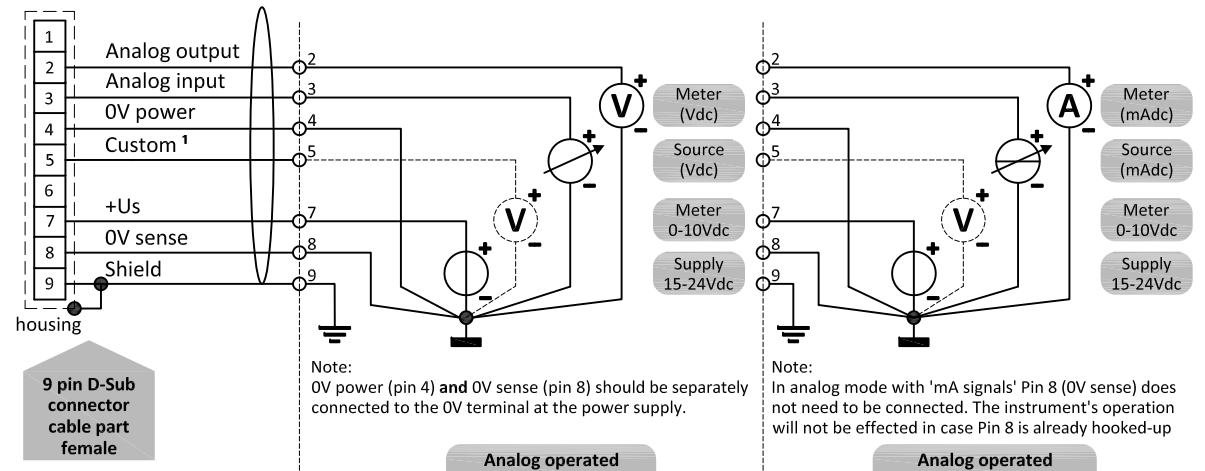 1
2
3
4
5
6
7
8
9
Analog output
Analog input
0V power
Custom ¹
+Us
0V sense
Shield
housing
9 pin D-Sub
connector
cable part
female
2
3
4
5
7
8
9
V
+
-
+
-
V
+
-
+
-
Meter
(Vdc)
Source
(Vdc)
Meter
0-10Vdc
Supply
15-24Vdc
Note:
0V power (pin 4) and 0V sense (pin 8) should be separately
connected to the 0V terminal at the power supply.
Analog operated
2
3
4
5
7
8
9
A
+
-
+
-
V
+
-
+
-
Meter
(mAdc)
Source
(mAdc)
Meter
0-10Vdc
Supply
15-24Vdc
Note:
In analog mode with 'mA signals' Pin 8 (0V sense) does
not need to be connected. The instrument's operation
will not be effected in case Pin 8 is already hooked-up
Analog operated